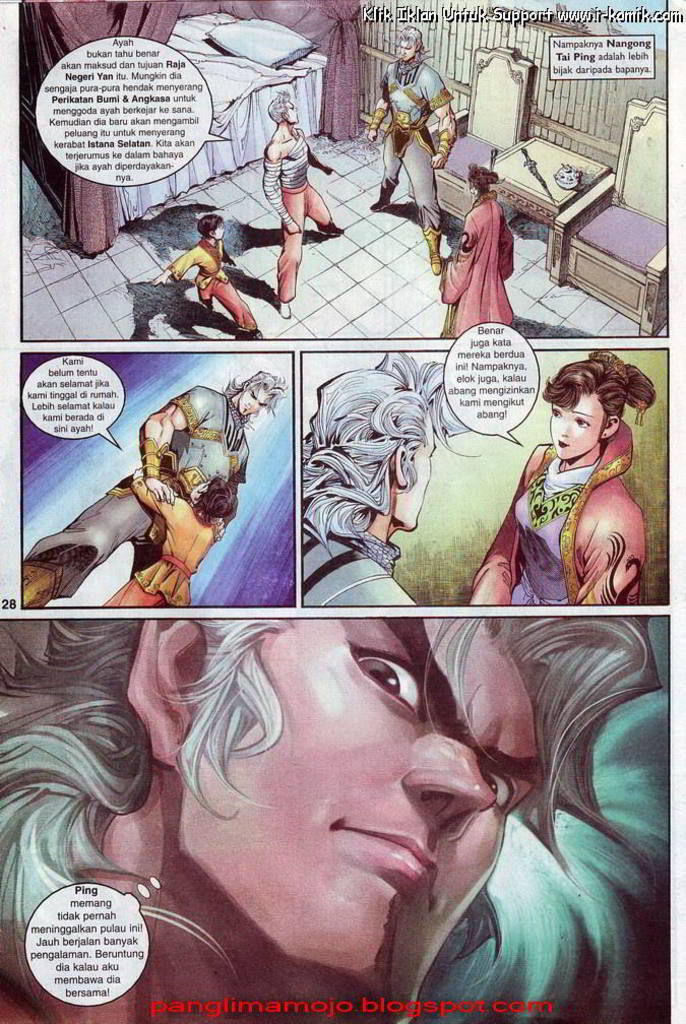 Klik Iklan Untuk Support www.ir-komik.com
Ayah
bukan tahu benar
akan maksud dan tujuan Raja
Negeri Yan itu. Mungkin dia
sengaja pura-pura hendak menyerang
Perikatan Bumi & Angkasa untuk
menggoda ayah berkejar ke sana.
Kemudian dia baru akan mengambil
peluang itu untuk menyerang
kerabat Istana Selatan. Kita akan
terjerumus ke dalam bahaya
jika ayah diperdayakan-
nya.
Nampaknya Nangong
Tai Ping adalah lebih
bijak daripada bapanya.
Kami
belum tentu
akan selamat jika
kami tinggal di rumah.
Lebih selamat kalau
kami berada di
sini ayah!
Benar
juga kata
mereka berdua
ini! Nampaknya,
elok juga, kalau
abang mengizinkan
kami mengikut
abang!
28
Ping
memang
tidak pernah
meninggalkan pulau ini!
Jauh berjalan banyak
pengalaman. Beruntung
dia kalau aku
membawa dia
bersama!
panglimamojo.blogspot.com